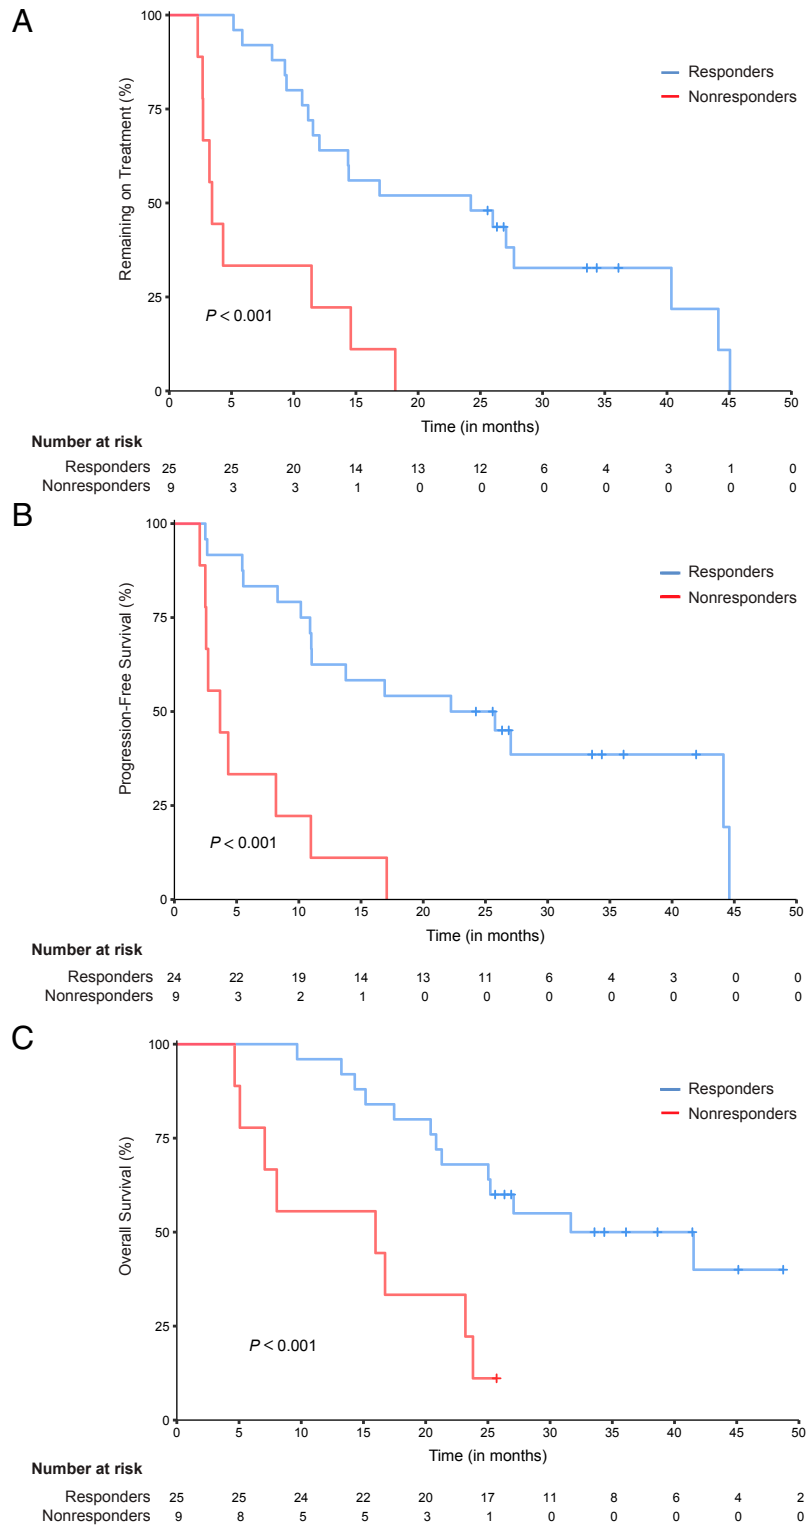 A
Remaining on Treatment (%)
100
75
50
25
0
Responders
Nonresponders
P < 0.001
0 5 10 15 20 25 30 35 40 45 50
Time (in months)
Number at risk
Responders 25 25 20 14 13 12 6 4 3 1 0
Nonresponders 9 3 3 1 0 0 0 0 0 0 0
B
Progression-Free Survival (%)
100
75
50
25
0
Responders
Nonresponders
P < 0.001
0 5 10 15 20 25 30 35 40 45 50
Time (in months)
Number at risk
Responders 24 22 19 14 13 11 6 4 3 0 0
Nonresponders 9 3 2 1 0 0 0 0 0 0 0
C
Overall Survival (%)
100
75
50
25
0
Responders
Nonresponders
P < 0.001
0 5 10 15 20 25 30 35 40 45 50
Time (in months)
Number at risk
Responders 25 25 24 22 20 17 11 8 6 4 2
Nonresponders 9 8 5 5 3 1 0 0 0 0 0